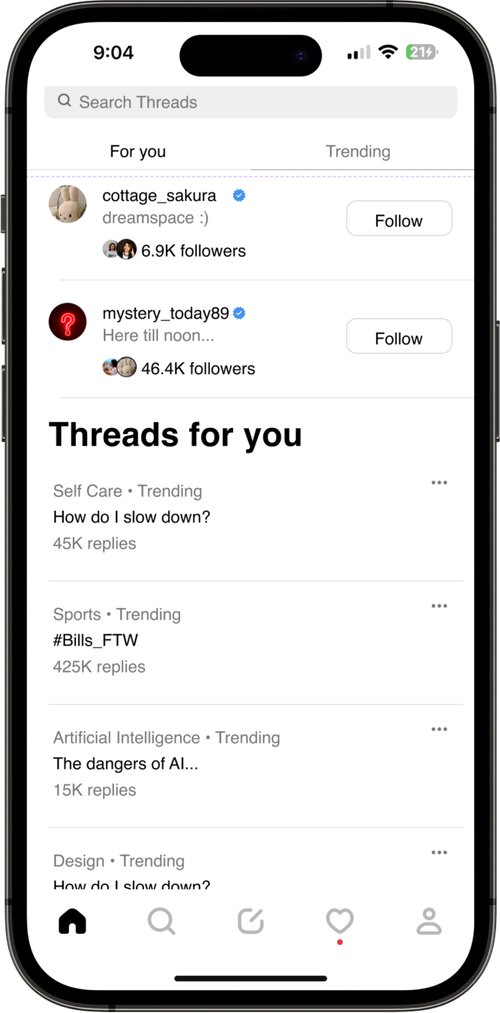 9:04
21
Search Threads
For you
Trending
cottage_sakura
dreamspace :)
Follow
6.9K followers
mystery_today89
Here till noon...
Follow
46.4K followers
Threads for you
Self Care • Trending
How do I slow down?
45K replies
Sports • Trending
#Bills_FTW
425K replies
Artificial Intelligence • Trending
The dangers of AI...
15K replies
Design • Trending
How do I slow down?